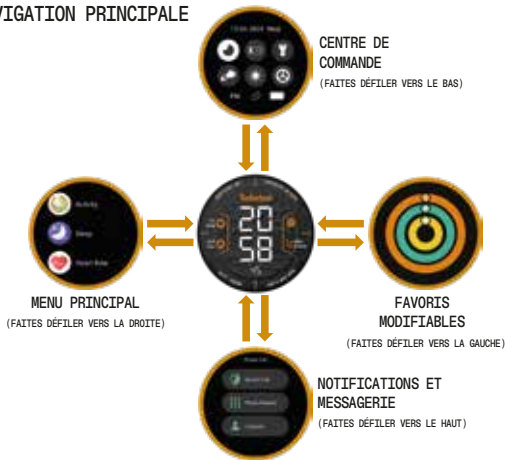 VIGATION PRINCIPALE
CENTRE DE
COMMANDE
(FAITES DÉFILER VERS LE BAS)
Activity
Sleep
Heart Rate
Timberland
20
58
MENU PRINCIPAL
(FAITES DÉFILER VERS LA DROITE)
FAVORIS
MODIFIABLES
(FAITES DÉFILER VERS LA GAUCHE)
NOTIFICATIONS ET
MESSAGERIE
(FAITES DÉFILER VERS LE HAUT)